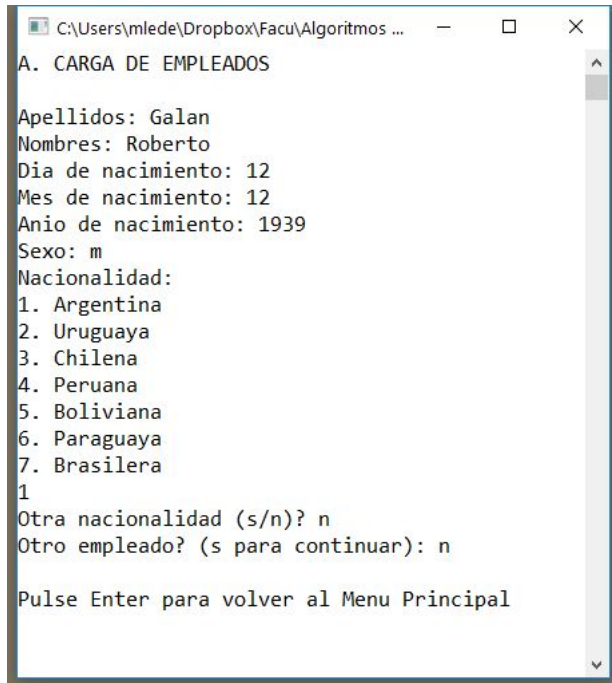 C:\Users\mlede\Dropbox\Facu\Algoritmos ...
A. CARGA DE EMPLEADOS
Apellidos: Galan
Nombres: Roberto
Dia de nacimiento: 12
Mes de nacimiento: 12
Anio de nacimiento: 1939
Sexo: m
Nacionalidad:
1. Argentina
2. Uruguaya
3. Chilena
4. Peruana
5. Boliviana
6. Paraguaya
7. Brasilera
1
Otra nacionalidad (s/n)? n
Otro empleado? (s para continuar): n
Pulse Enter para volver al Menu Principal